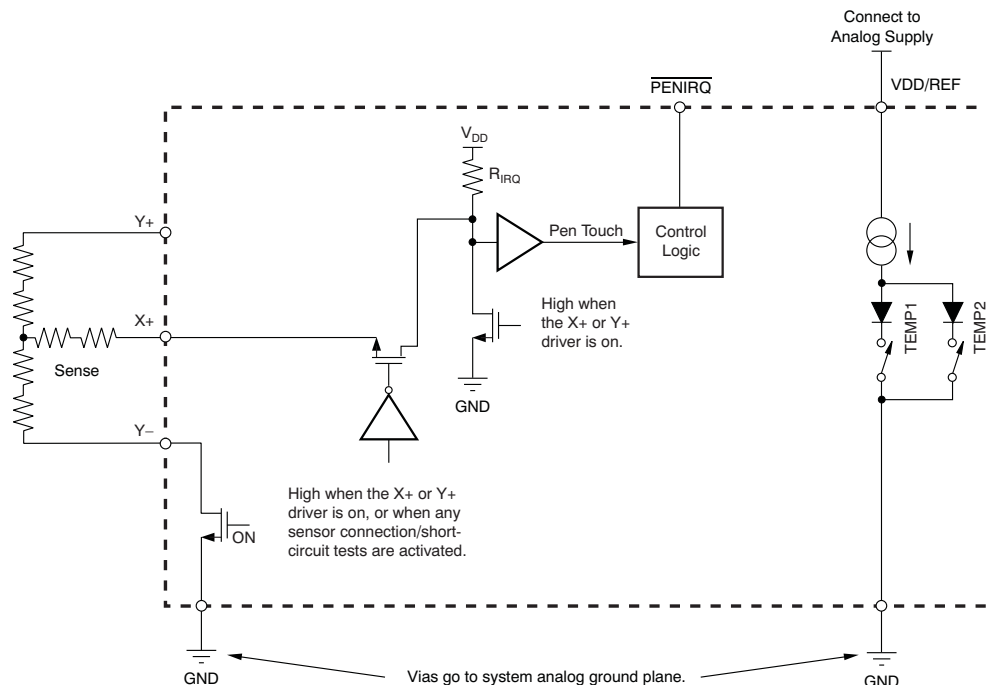 Connect to
Analog Supply
PENIRQ
VDD/REF
VDD
RIRQ
Y+
Pen Touch
Control
Logic
High when
the X+ or Y+
driver is on.
X+
Sense
TEMP1
TEMP2
GND
Y–
High when the X+ or Y+
driver is on, or when any
sensor connection/short-
circuit tests are activated.
ON
GND
Vias go to system analog ground plane.
GND